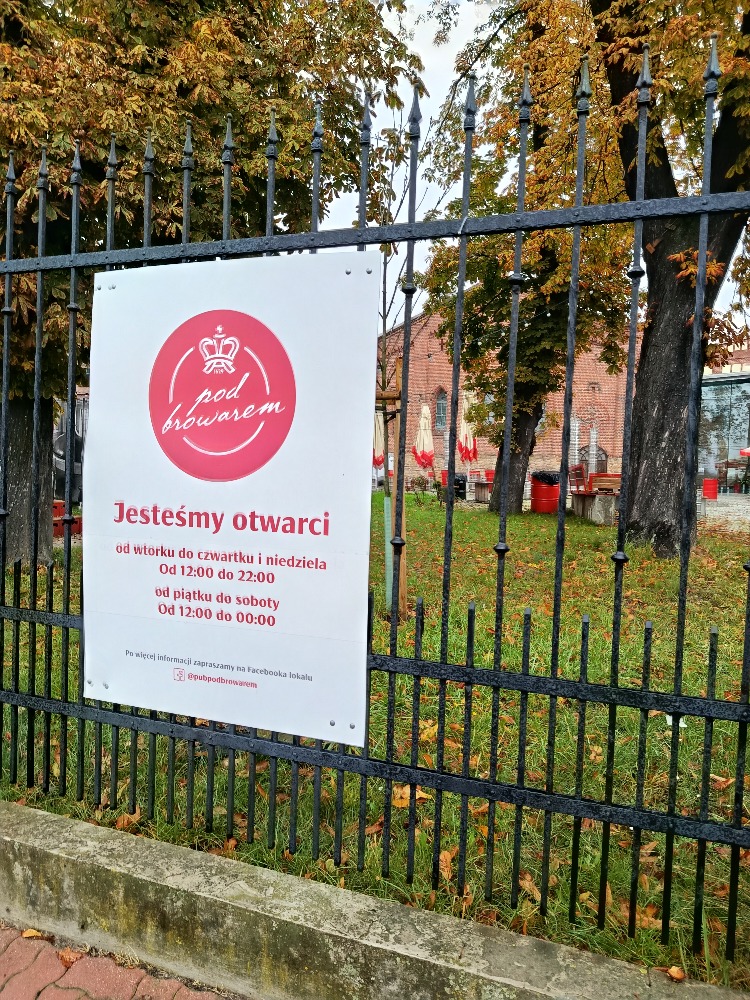 pod
browarem
Jesteśmy otwarci
od wtorku do czwartku i niedziela
Od 12:00 do 22:00
od piątku do soboty
Od 12:00 do 00:00
Po więcej informacji zapraszamy na Facebooka lokalu
@pubpodbrowarem